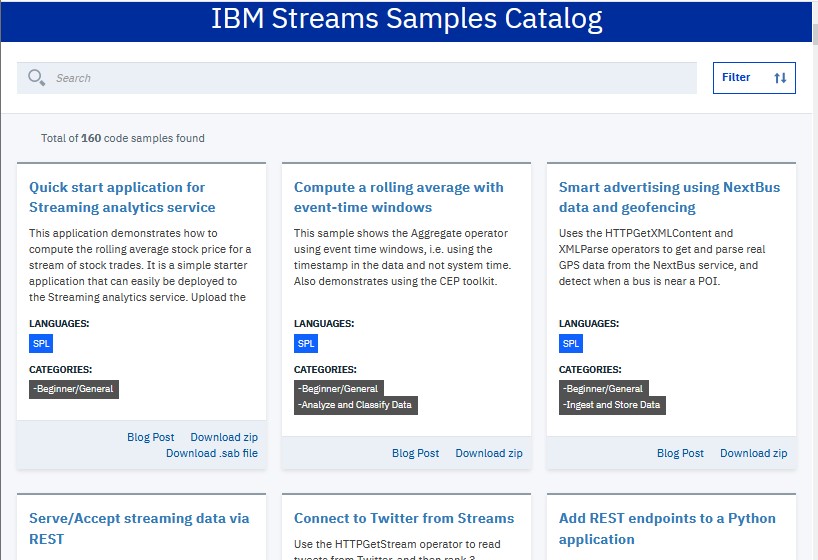 IBM Streams Samples Catalog
Search
Filter
Total of 160 code samples found
Quick start application for
Streaming analytics service
This application demonstrates how to
compute the rolling average stock price for a
stream of stock trades. It is a simple starter
application that can easily be deployed to
the Streaming analytics service. Upload the
LANGUAGES:
SPL
CATEGORIES:
-Beginner/General
Blog Post Download zip
Download .sab file
Compute a rolling average with
event-time windows
This sample shows the Aggregate operator
using event time windows, i.e. using the
timestamp in the data and not system time.
Also demonstrates using the CEP toolkit.
LANGUAGES:
SPL
CATEGORIES:
-Beginner/General
-Analyze and Classify Data
Blog Post Download zip
Smart advertising using NextBus
data and geofencing
Uses the HTTPGetXMLContent and
XMLParse operators to get and parse real
GPS data from the NextBus service, and
detect when a bus is near a POI.
LANGUAGES:
SPL
CATEGORIES:
-Beginner/General
-Ingest and Store Data
Blog Post Download zip
Serve/Accept streaming data via
REST
Connect to Twitter from Streams
Use the HTTPGetStream operator to read
tweets from Twitter, and then rank 3
Add REST endpoints to a Python
application